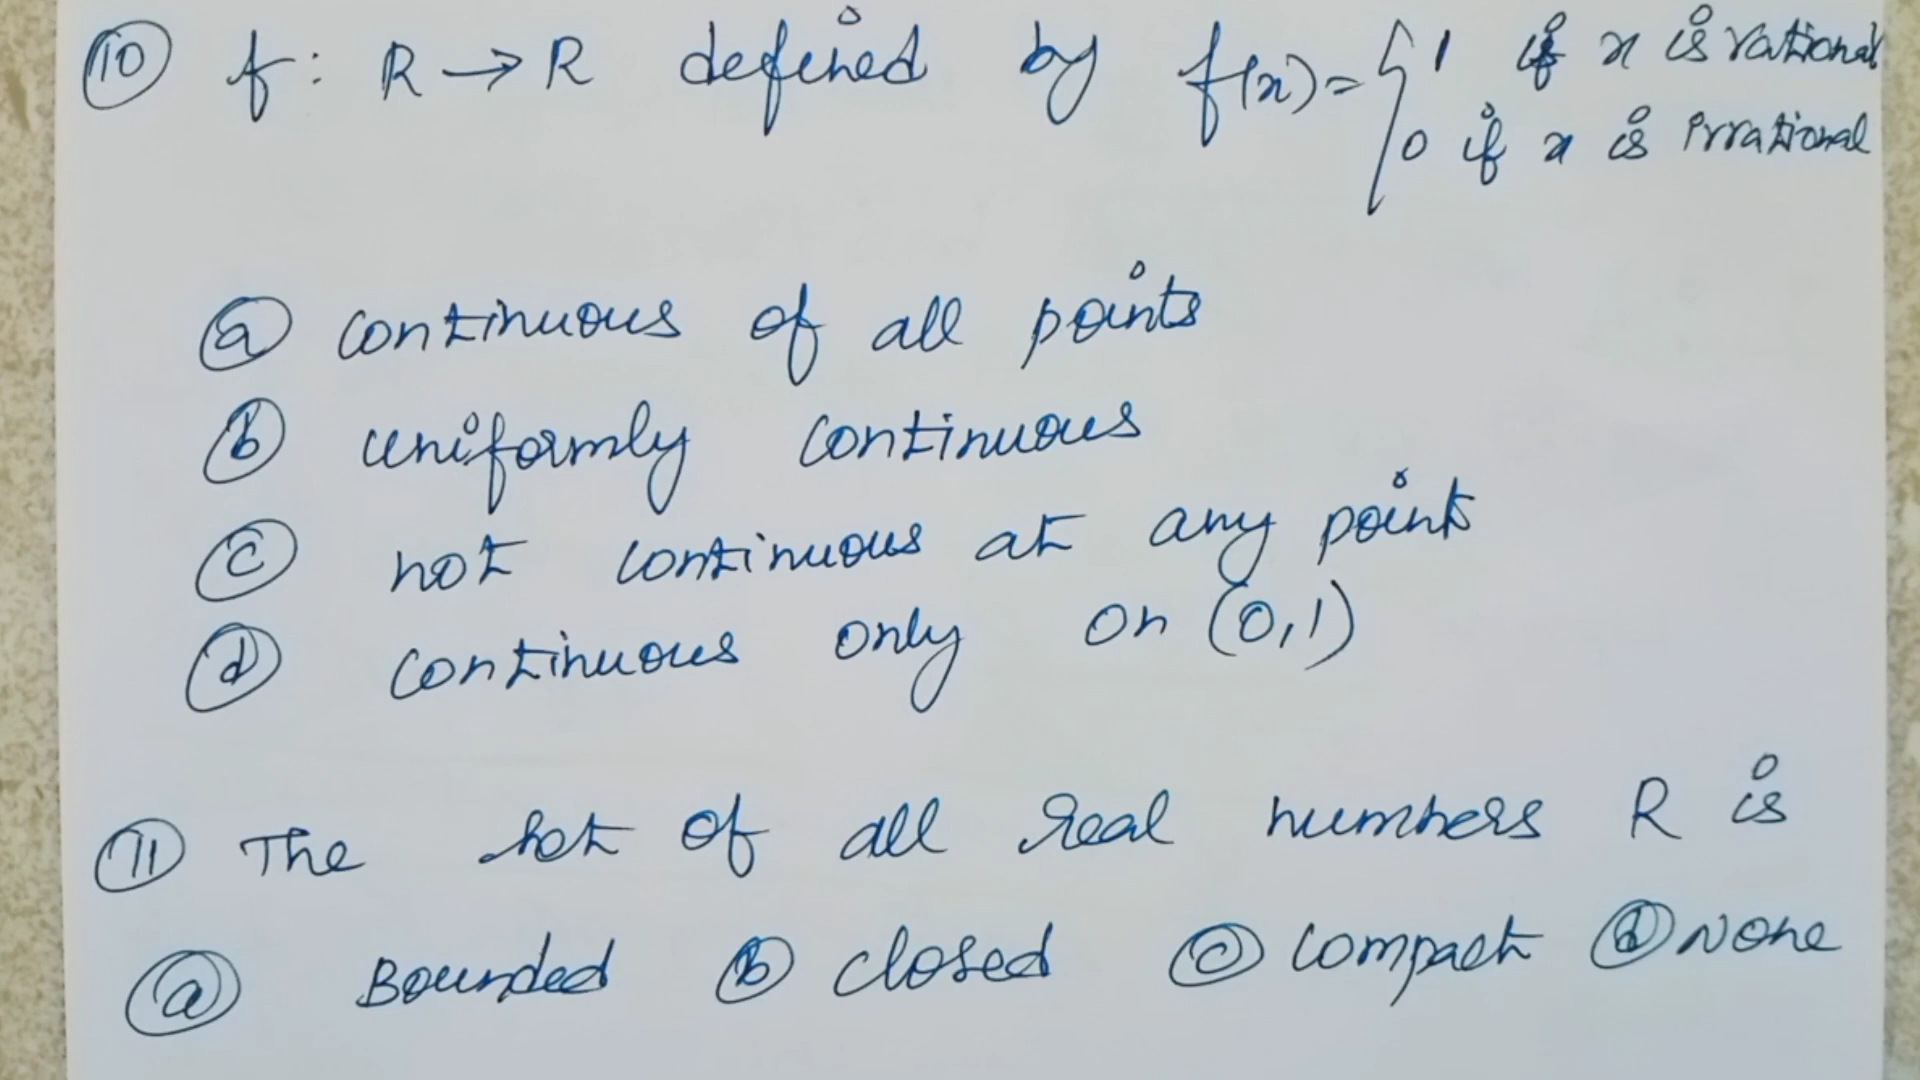 10 f: R → R defined by f(x) = { 1 if x is rational
0 if x is irrational
a continuous of all points
b uniformly continuous
c not continuous at any point
d continuous only on (0,1)
11 The set of all real numbers R is
a Bounded b closed c compact d None